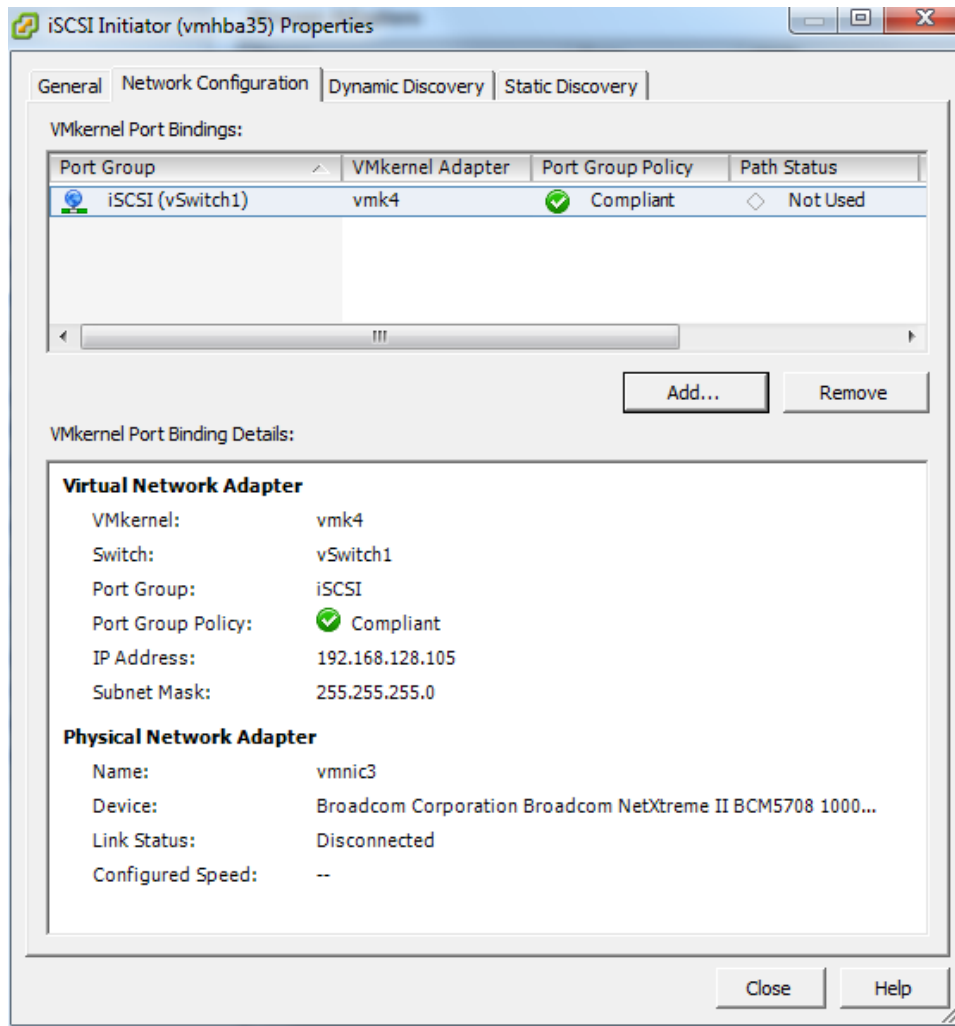 iSCSI Initiator (vmhba35) Properties
General Network Configuration Dynamic Discovery Static Discovery
VMkernel Port Bindings:
Port Group VMkernel Adapter Port Group Policy Path Status
iSCSI (vSwitch1) vmk4 Compliant Not Used
Add... Remove
VMkernel Port Binding Details:
Virtual Network Adapter
VMkernel: vmk4
Switch: vSwitch1
Port Group: iSCSI
Port Group Policy: Compliant
IP Address: 192.168.128.105
Subnet Mask: 255.255.255.0
Physical Network Adapter
Name: vmnic3
Device: Broadcom Corporation Broadcom NetXtreme II BCM5708 1000...
Link Status: Disconnected
Configured Speed: --
Close Help